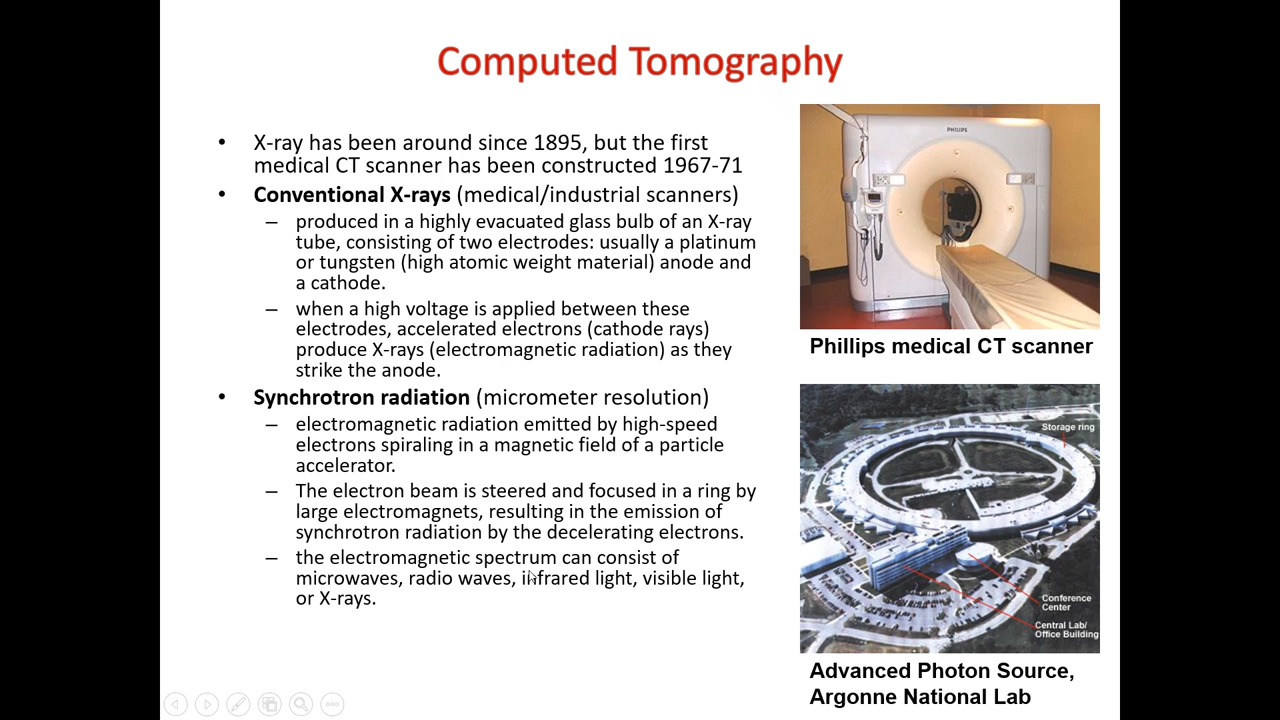 Computed Tomography
• X-ray has been around since 1895, but the first
medical CT scanner has been constructed 1967-71
• Conventional X-rays (medical/industrial scanners)
– produced in a highly evacuated glass bulb of an X-ray
tube, consisting of two electrodes: usually a platinum
or tungsten (high atomic weight material) anode and
a cathode.
– when a high voltage is applied between these
electrodes, accelerated electrons (cathode rays)
produce X-rays (electromagnetic radiation) as they
strike the anode.
• Synchrotron radiation (micrometer resolution)
– electromagnetic radiation emitted by high-speed
electrons spiraling in a magnetic field of a particle
accelerator.
– The electron beam is steered and focused in a ring by
large electromagnets, resulting in the emission of
synchrotron radiation by the decelerating electrons.
– the electromagnetic spectrum can consist of
microwaves, radio waves, infrared light, visible light,
or X-rays.
PHILIPS
Phillips medical CT scanner
Storage ring
Conference
Center
Central Lab/
Office Building
Advanced Photon Source,
Argonne National Lab